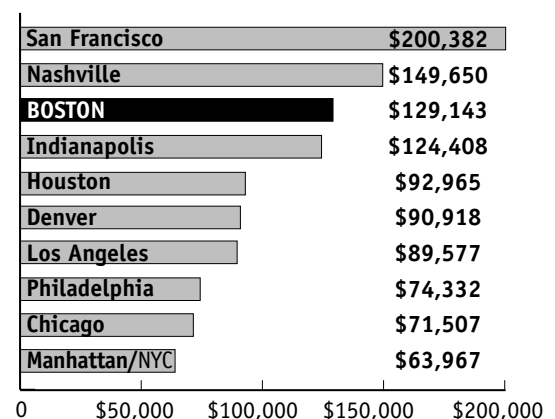 San Francisco $200,382
Nashville $149,650
BOSTON $129,143
Indianapolis $124,408
Houston $92,965
Denver $90,918
Los Angeles $89,577
Philadelphia $74,332
Chicago $71,507
Manhattan/NYC $63,967
0 $50,000 $100,000 $150,000 $200,000